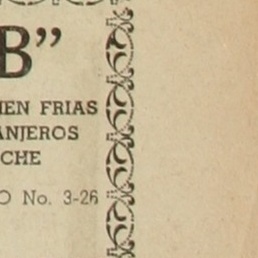 B”
IEN FRIAS
ANJEROS
CHE
O No. 3-26